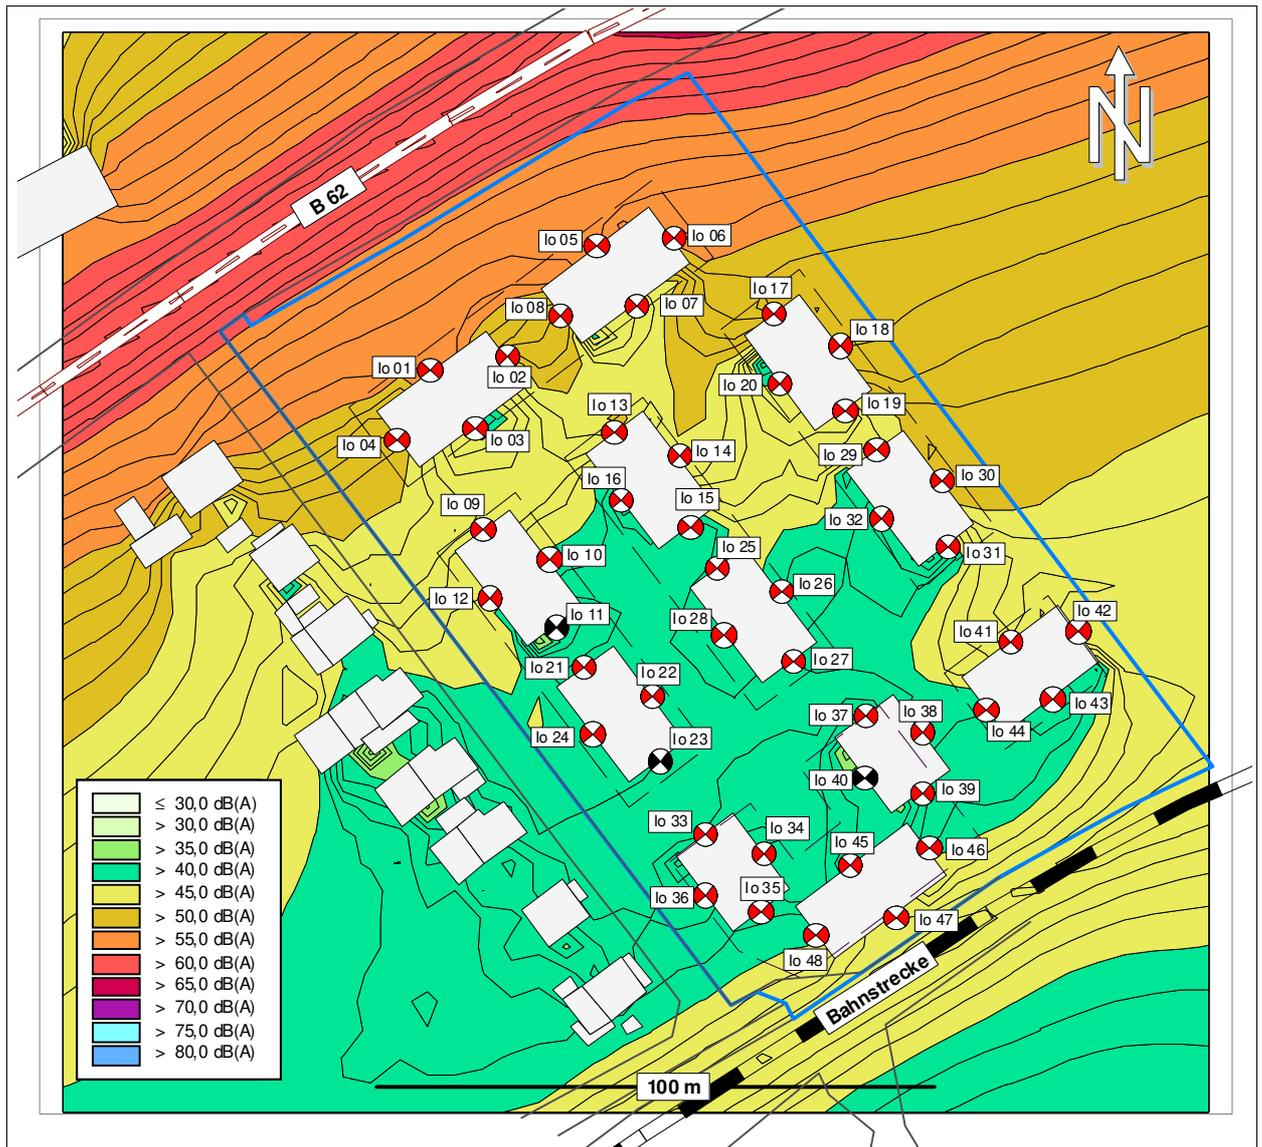 N
B 62
Io 05
Io 06
Io 17
Io 08
Io 07
Io 18
Io 01
Io 02
Io 20
Io 19
Io 13
Io 04
Io 03
Io 14
Io 29
Io 30
Io 16
Io 15
Io 09
Io 32
Io 10
Io 25
Io 31
Io 12
Io 26
Io 11
Io 28
Io 42
Io 41
Io 21
Io 22
Io 27
Io 43
Io 24
Io 23
Io 37
Io 38
Io 44
Io 40
Io 39
Io 33
Io 34
Io 45
Io 46
Io 36
Io 35
Io 47
Io 48
≤ 30,0 dB(A)
> 30,0 dB(A)
> 35,0 dB(A)
> 40,0 dB(A)
> 45,0 dB(A)
> 50,0 dB(A)
> 55,0 dB(A)
> 60,0 dB(A)
> 65,0 dB(A)
> 70,0 dB(A)
> 75,0 dB(A)
> 80,0 dB(A)
Bahnstrecke
100 m